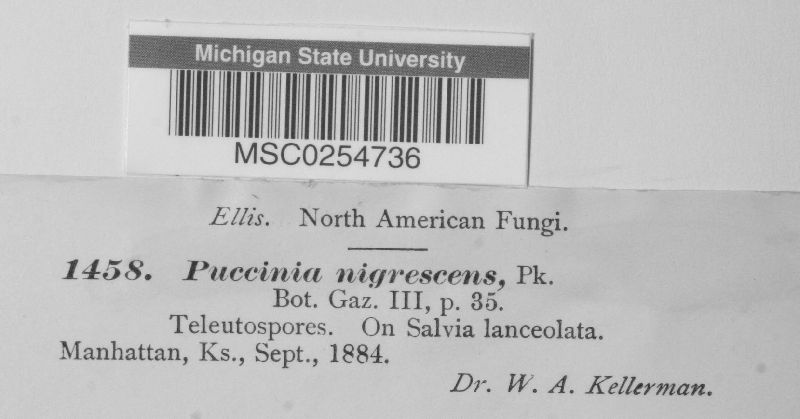 Michigan State University
MSC0254736
Ellis. North American Fungi.
1458. Puccinia nigrescens, Pk.
Bot. Gaz. III, p. 35.
Teleutospores. On Salvia lanceolata.
Manhattan, Ks., Sept., 1884.
Dr. W. A. Kellerman.